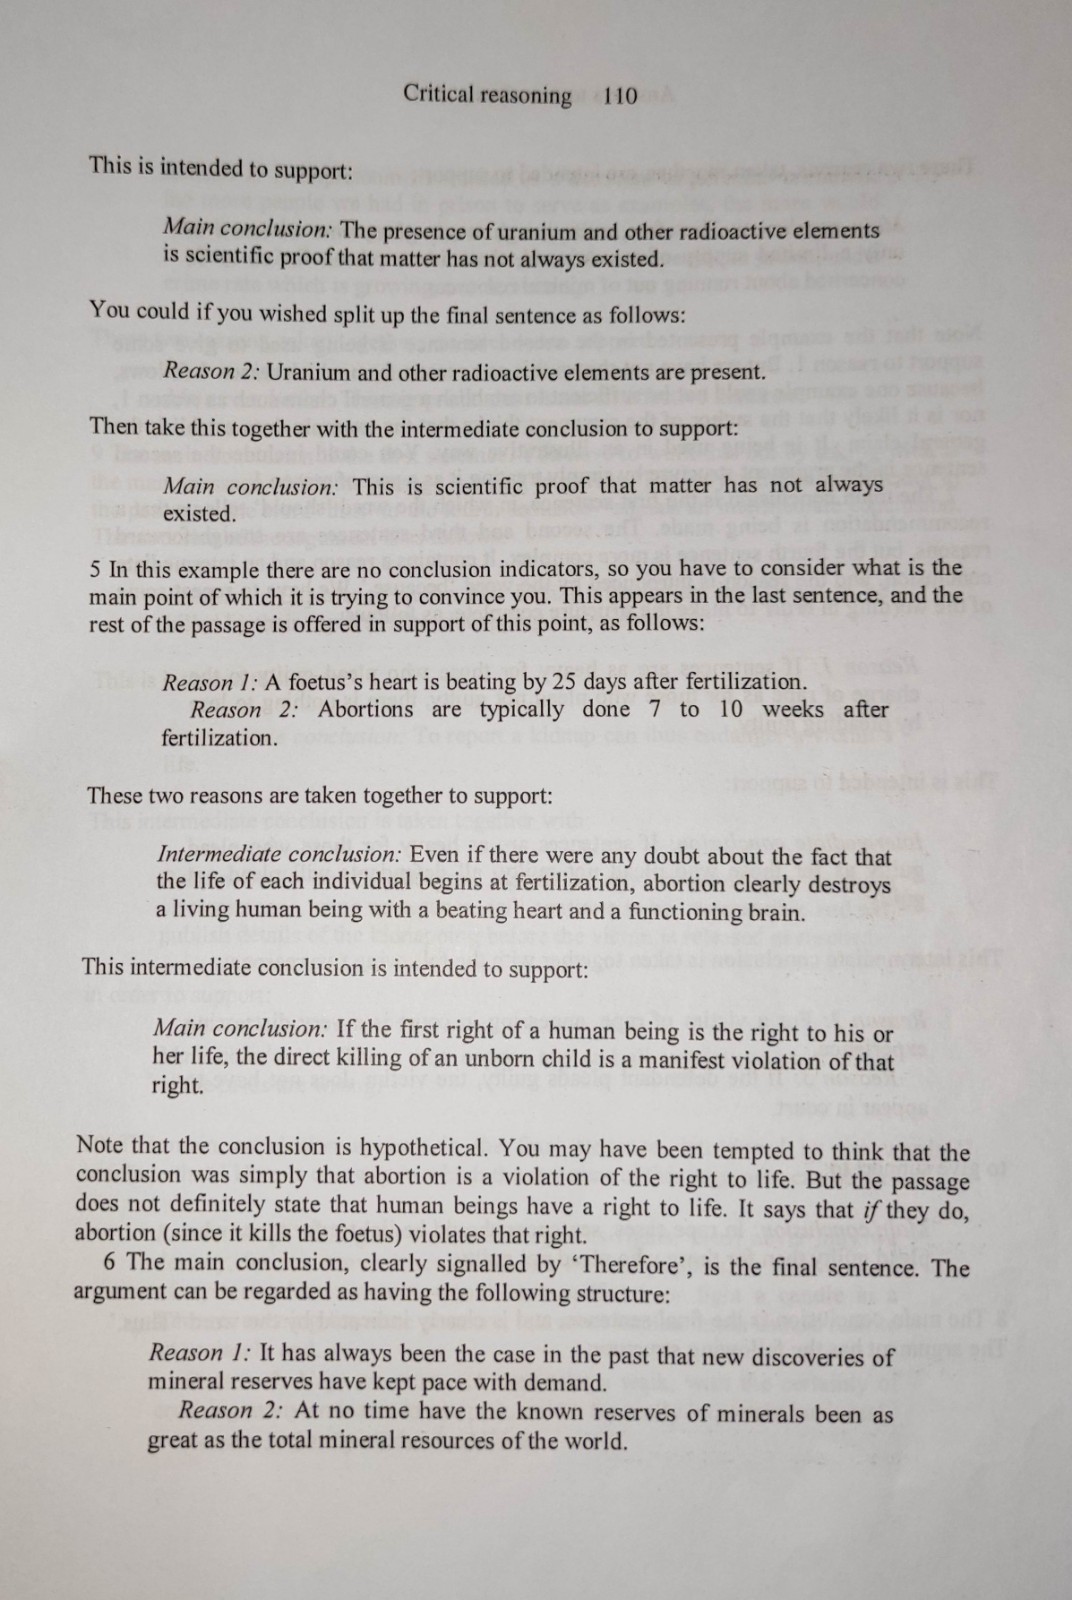 Critical reasoning 110
This is intended to support:
Main conclusion: The presence of uranium and other radioactive elements
is scientific proof that matter has not always existed.
You could if you wished split up the final sentence as follows:
Reason 2: Uranium and other radioactive elements are present.
Then take this together with the intermediate conclusion to support:
Main conclusion: This is scientific proof that matter has not always
existed.
5 In this example there are no conclusion indicators, so you have to consider what is the
main point of which it is trying to convince you. This appears in the last sentence, and the
rest of the passage is offered in support of this point, as follows:
Reason 1: A foetus’s heart is beating by 25 days after fertilization.
Reason 2: Abortions are typically done 7 to 10 weeks after
fertilization.
These two reasons are taken together to support:
Intermediate conclusion: Even if there were any doubt about the fact that
the life of each individual begins at fertilization, abortion clearly destroys
a living human being with a beating heart and a functioning brain.
This intermediate conclusion is intended to support:
Main conclusion: If the first right of a human being is the right to his or
her life, the direct killing of an unborn child is a manifest violation of that
right.
Note that the conclusion is hypothetical. You may have been tempted to think that the
conclusion was simply that abortion is a violation of the right to life. But the passage
does not definitely state that human beings have a right to life. It says that if they do,
abortion (since it kills the foetus) violates that right.
6 The main conclusion, clearly signalled by ‘Therefore’, is the final sentence. The
argument can be regarded as having the following structure:
Reason 1: It has always been the case in the past that new discoveries of
mineral reserves have kept pace with demand.
Reason 2: At no time have the known reserves of minerals been as
great as the total mineral resources of the world.